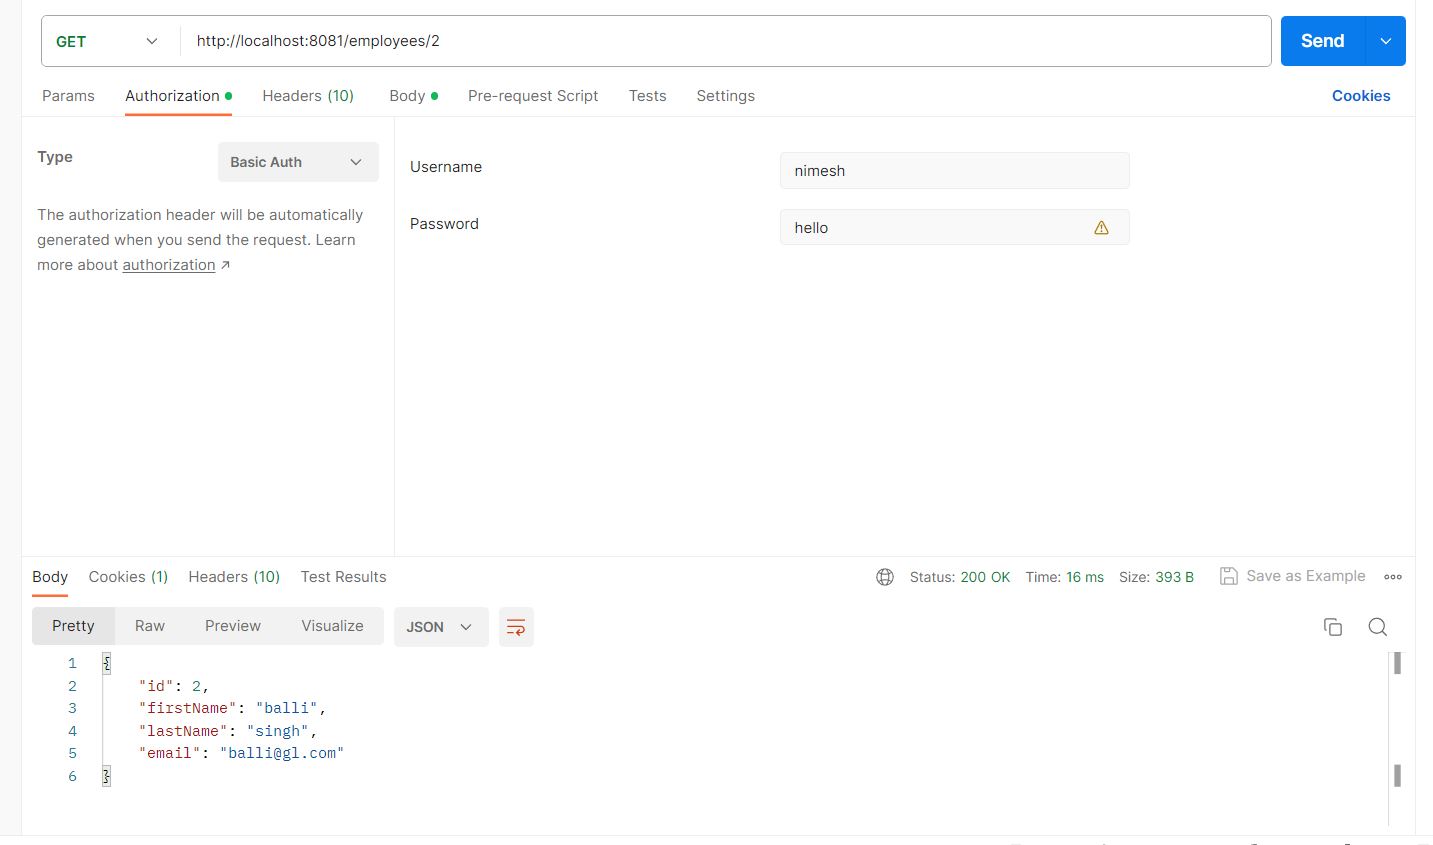 GET http://localhost:8081/employees/2 Send
Params Authorization Headers (10) Body Pre-request Script Tests Settings Cookies
Type Basic Auth
The authorization header will be automatically
generated when you send the request. Learn
more about authorization ↗
Username nimesh
Password hello
Body Cookies (1) Headers (10) Test Results Status: 200 OK Time: 16 ms Size: 393 B Save as Example
Pretty Raw Preview Visualize JSON
1 {
2 "id": 2,
3 "firstName": "balli",
4 "lastName": "singh",
5 "email": "balli@gl.com"
6 }